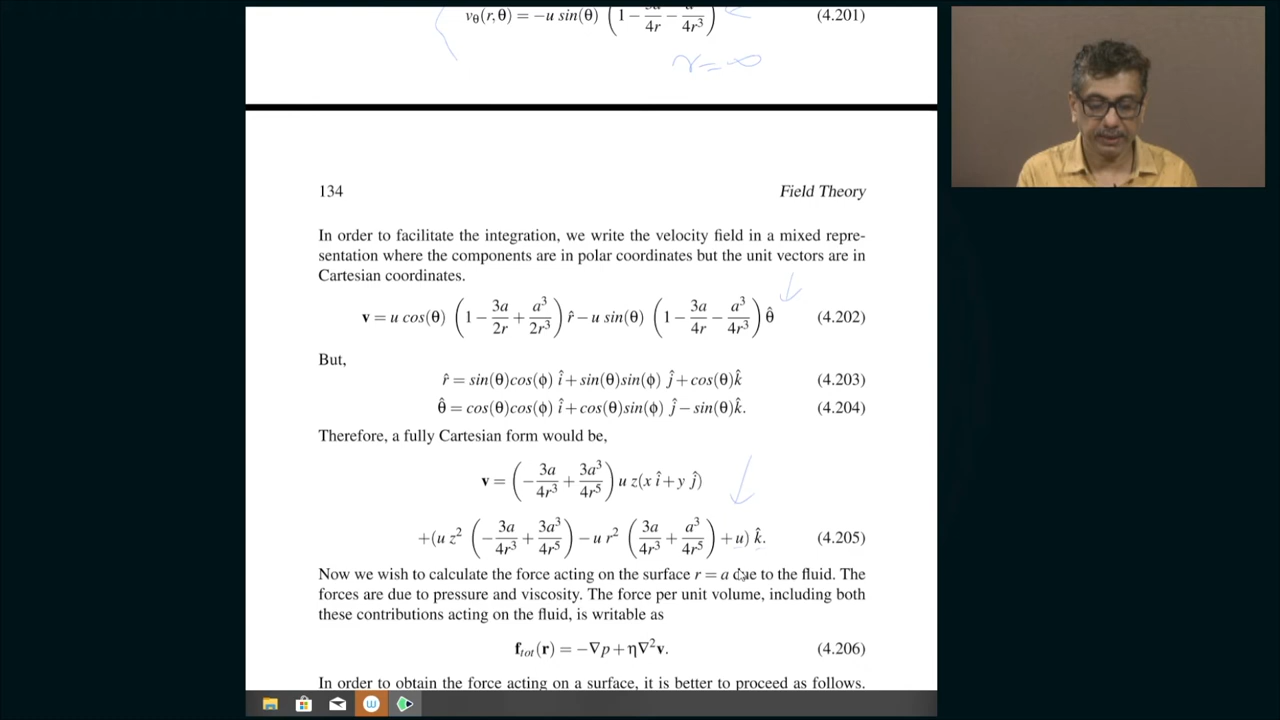 v_θ(r,θ) = −u sin(θ) (1 − 3a/4r − a³/4r³) (4.201)
r = ∞
134 Field Theory
In order to facilitate the integration, we write the velocity field in a mixed repre-
sentation where the components are in polar coordinates but the unit vectors are in
Cartesian coordinates.
v = u cos(θ) (1 − 3a/2r + a³/2r³) r̂ − u sin(θ) (1 − 3a/4r − a³/4r³) θ̂ (4.202)
But,
r̂ = sin(θ)cos(ϕ) î + sin(θ)sin(ϕ) ĵ + cos(θ)k̂ (4.203)
θ̂ = cos(θ)cos(ϕ) î + cos(θ)sin(ϕ) ĵ − sin(θ)k̂. (4.204)
Therefore, a fully Cartesian form would be,
v = (−3a/4r³ + 3a³/4r⁵) u z(x î + y ĵ)
+(u z² (−3a/4r³ + 3a³/4r⁵) − u r² (3a/4r³ + a³/4r⁵) + u) k̂. (4.205)
Now we wish to calculate the force acting on the surface r = a due to the fluid. The
forces are due to pressure and viscosity. The force per unit volume, including both
these contributions acting on the fluid, is writable as
f_tot(r) = −∇p + η∇²v. (4.206)
In order to obtain the force acting on a surface, it is better to proceed as follows.